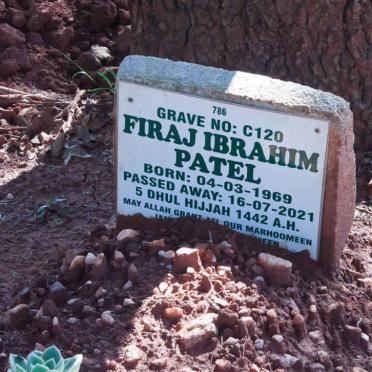 786
GRAVE NO: C120
FIRAJ IBRAHIM
PATEL
BORN: 04-03-1969
PASSED AWAY: 16-07-2021
5 DHUL HIJJAH 1442 A.H.
MAY ALLAH GRANT ALL OUR MARHOOMEEN